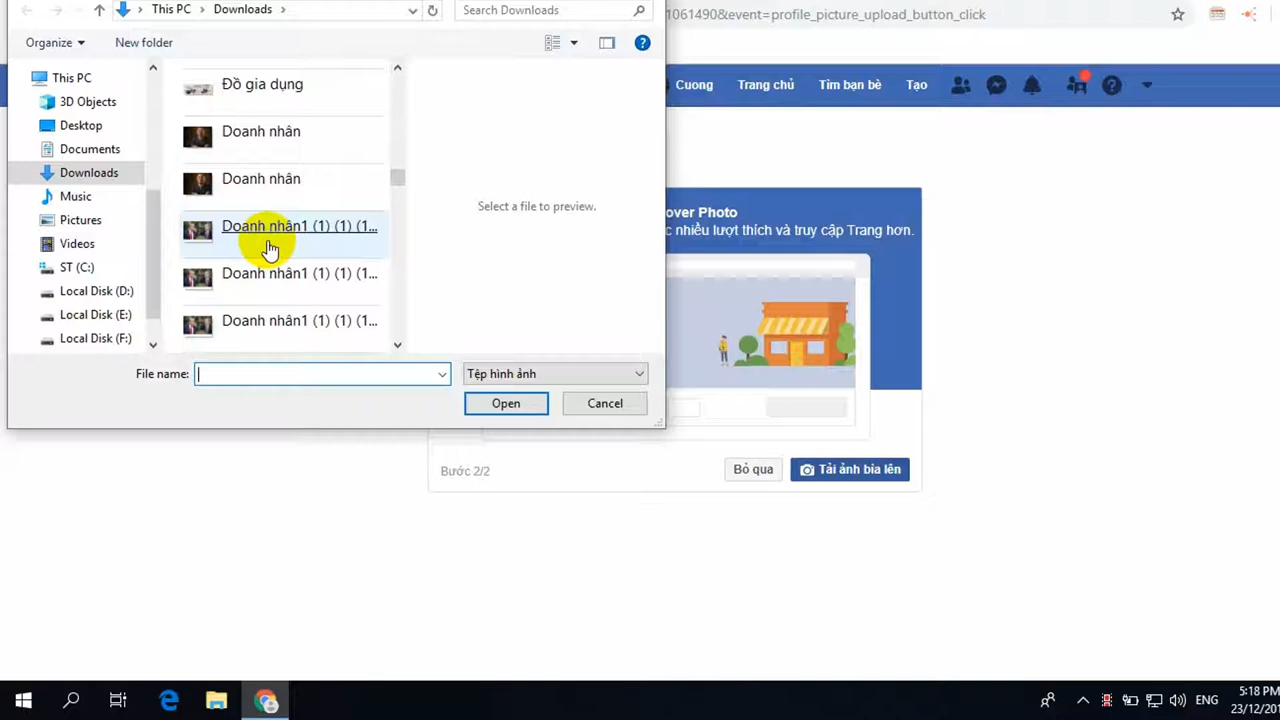 This PC > Downloads >
Search Downloads
1061490&event=profile_picture_upload_button_click
Organize
New folder
This PC
3D Objects
Desktop
Documents
Downloads
Music
Pictures
Videos
ST (C:)
Local Disk (D:)
Local Disk (E:)
Local Disk (F:)
Đồ gia dụng
Doanh nhân
Doanh nhân
Doanh nhân1 (1) (1) (1...
Doanh nhân1 (1) (1) (1...
Doanh nhân1 (1) (1) (1...
Select a file to preview.
File name:
Tệp hình ảnh
Open
Cancel
Cuong
Trang chủ
Tìm bạn bè
Tạo
over Photo
c nhiều lượt thích và truy cập Trang hơn.
Bước 2/2
Bỏ qua
Tải ảnh bìa lên
ENG
5:18 PM
23/12/201